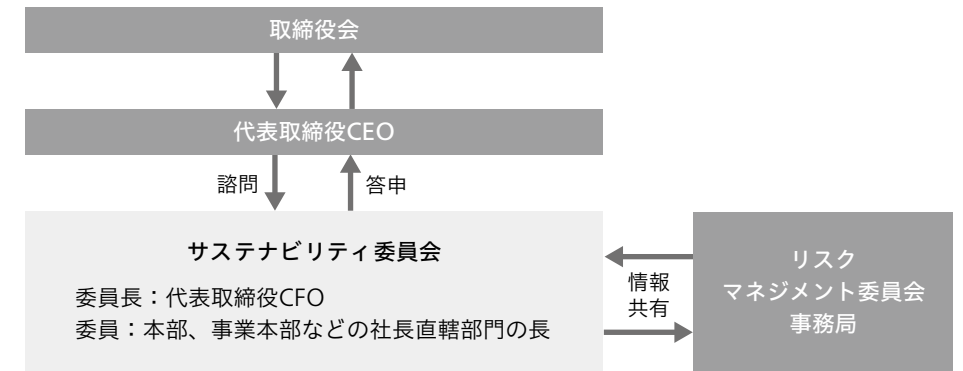 取締役会
代表取締役CEO
諮問
答申
サステナビリティ委員会
委員長：代表取締役CFO
委員：本部、事業本部などの社長直轄部門の長
情報
共有
リスク
マネジメント委員会
事務局